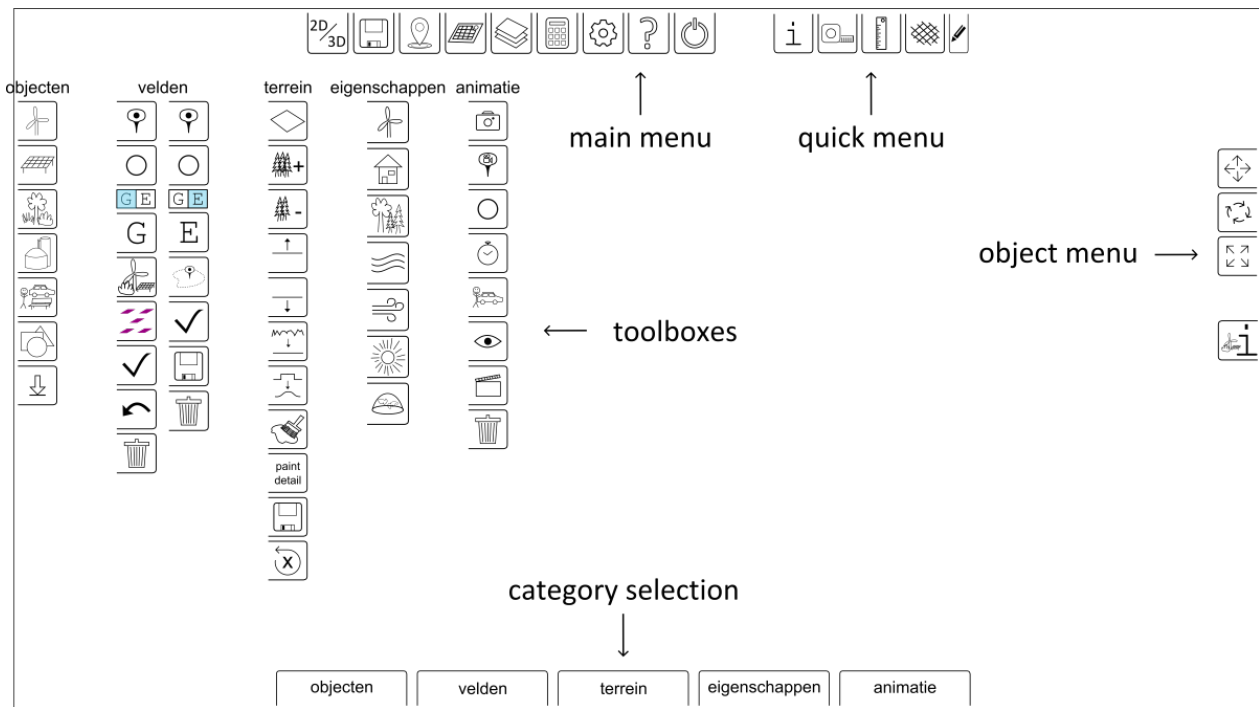 2D/3D
?
i
objecten
velden
terrein
eigenschappen
animatie
main menu
quick menu
+
G E
G E
-
G
E
object menu
toolboxes
i
paint
detail
x
category selection
objecten
velden
terrein
eigenschappen
animatie